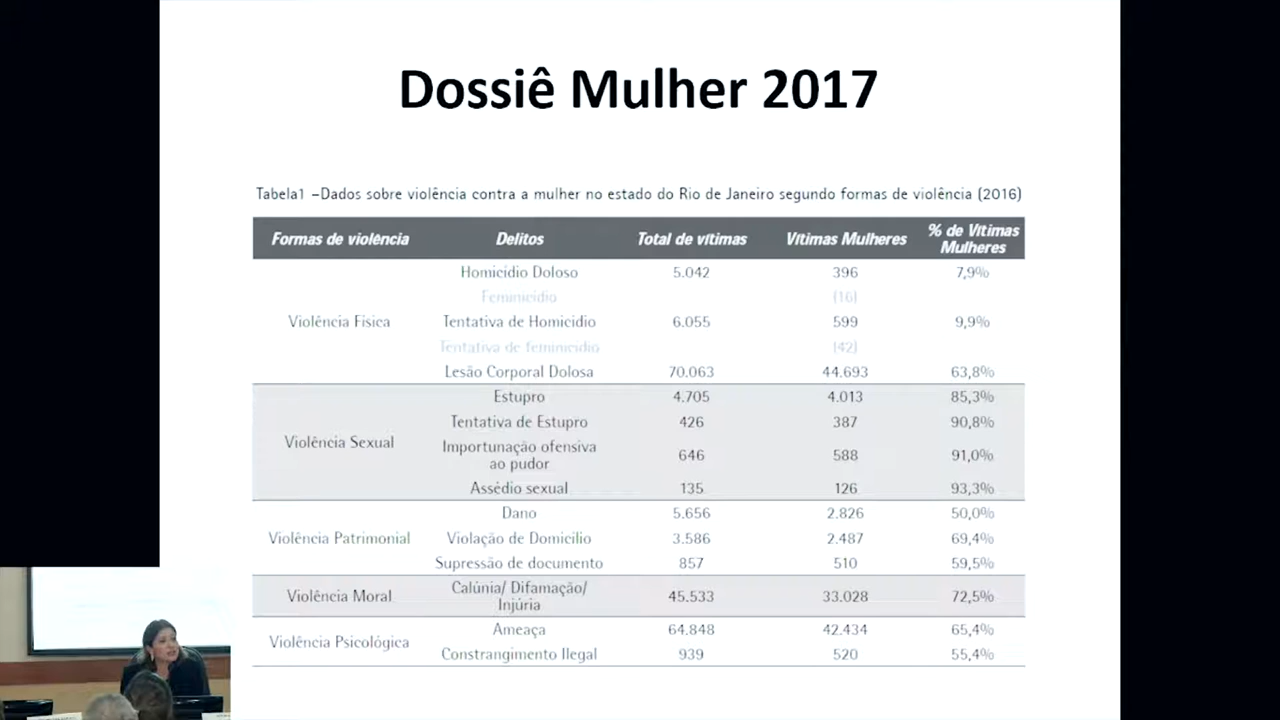 Dossiê Mulher 2017
Tabela1 –Dados sobre violência contra a mulher no estado do Rio de Janeiro segundo formas de violência (2016)
Formas de violência Delitos Total de vítimas Vítimas Mulheres % de Vítimas Mulheres
Violência Física
Homicídio Doloso 5.042 396 7,9%
Feminicídio (16)
Tentativa de Homicídio 6.055 599 9,9%
Tentativa de feminicídio (42)
Lesão Corporal Dolosa 70.063 44.693 63,8%
Violência Sexual
Estupro 4.705 4.013 85,3%
Tentativa de Estupro 426 387 90,8%
Importunação ofensiva ao pudor 646 588 91,0%
Assédio sexual 135 126 93,3%
Violência Patrimonial
Dano 5.656 2.826 50,0%
Violação de Domicílio 3.586 2.487 69,4%
Supressão de documento 857 510 59,5%
Violência Moral
Calúnia/ Difamação/ Injúria 45.533 33.028 72,5%
Violência Psicológica
Ameaça 64.848 42.434 65,4%
Constrangimento Ilegal 939 520 55,4%